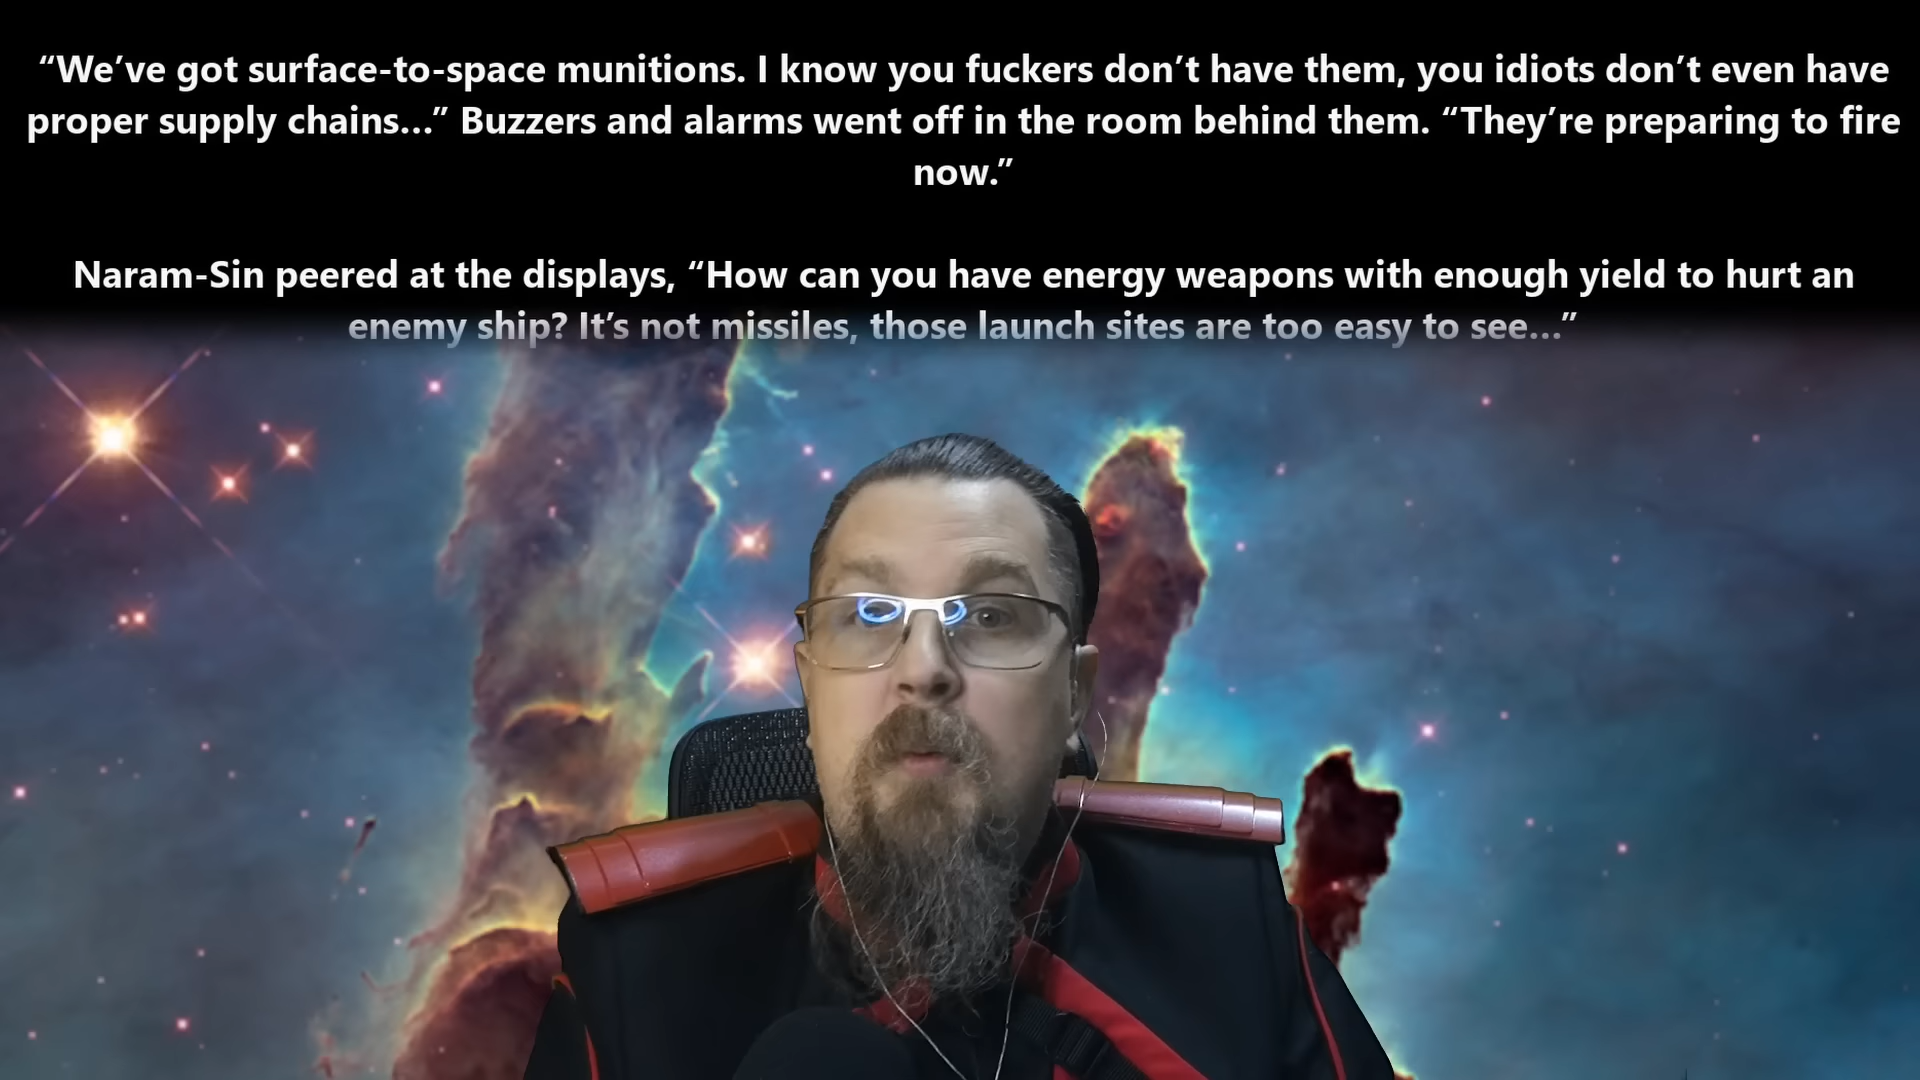 “We’ve got surface-to-space munitions. I know you fuckers don’t have them, you idiots don’t even have
proper supply chains…” Buzzers and alarms went off in the room behind them. “They’re preparing to fire
now.”
Naram-Sin peered at the displays, “How can you have energy weapons with enough yield to hurt an
enemy ship? It’s not missiles, those launch sites are too easy to see…”